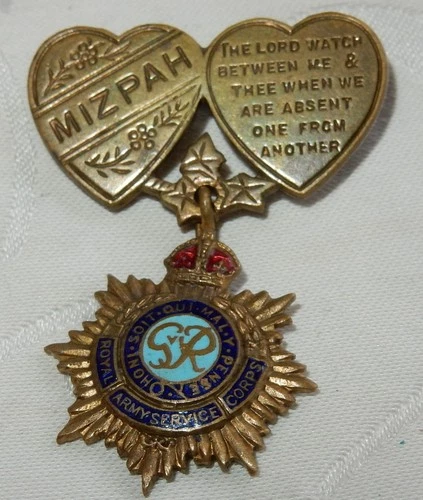 MIZPAH
THE LORD WATCH
BETWEEN ME &
THEE WHEN WE
ARE ABSENT
ONE FROM
ANOTHER
HONI·SOIT·QUI·MAL·Y·PENSE
GviR
ROYAL ARMY·SERVICE CORPS